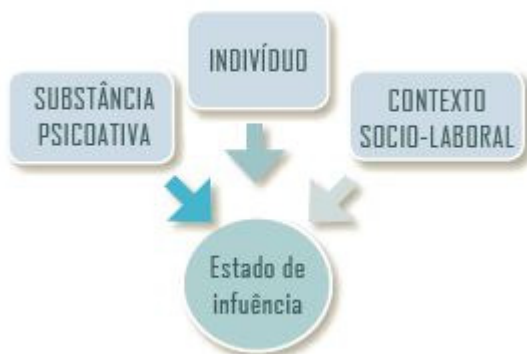 INDIVÍDUO
SUBSTÂNCIA
PSICOATIVA
CONTEXTO
SOCIO-LABORAL
Estado de
infuência